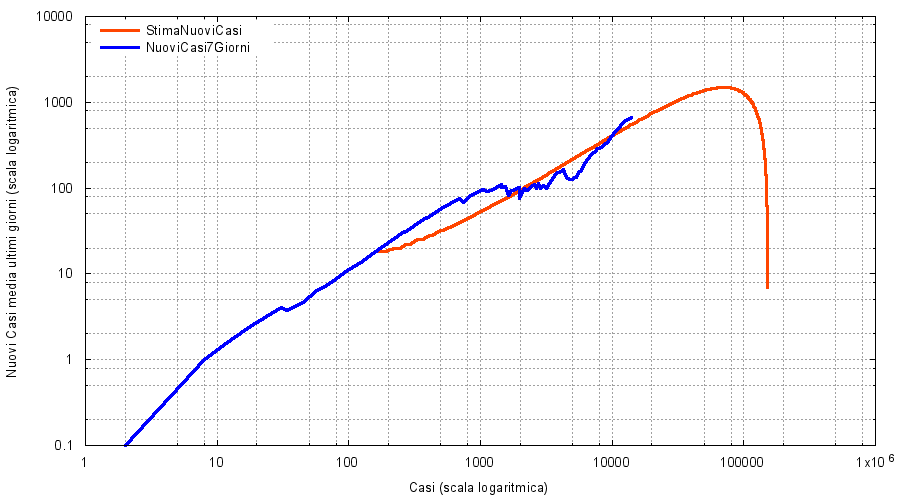 10000
StimaNuoviCasi
NuoviCasi7Giorni
1000
100
10
1
0.1
Nuovi Casi media ultimi giorni (scala logaritmica)
1 10 100 1000 10000 100000 1x10 6
Casi (scala logaritmica)